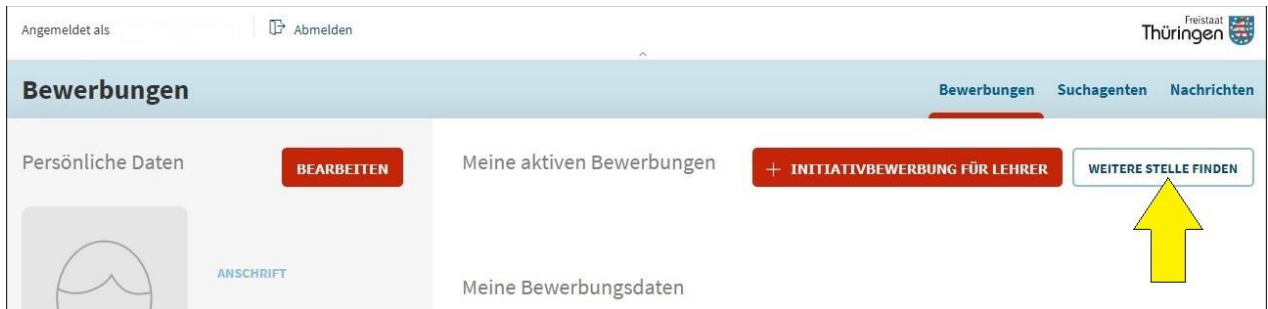 Angemeldet als
Abmelden
Freistaat
Thüringen
Bewerbungen
Bewerbungen Suchagenten Nachrichten
Persönliche Daten
BEARBEITEN
Meine aktiven Bewerbungen
+ INITIATIVBEWERBUNG FÜR LEHRER
WEITERE STELLE FINDEN
ANSCHRIFT
Meine Bewerbungsdaten